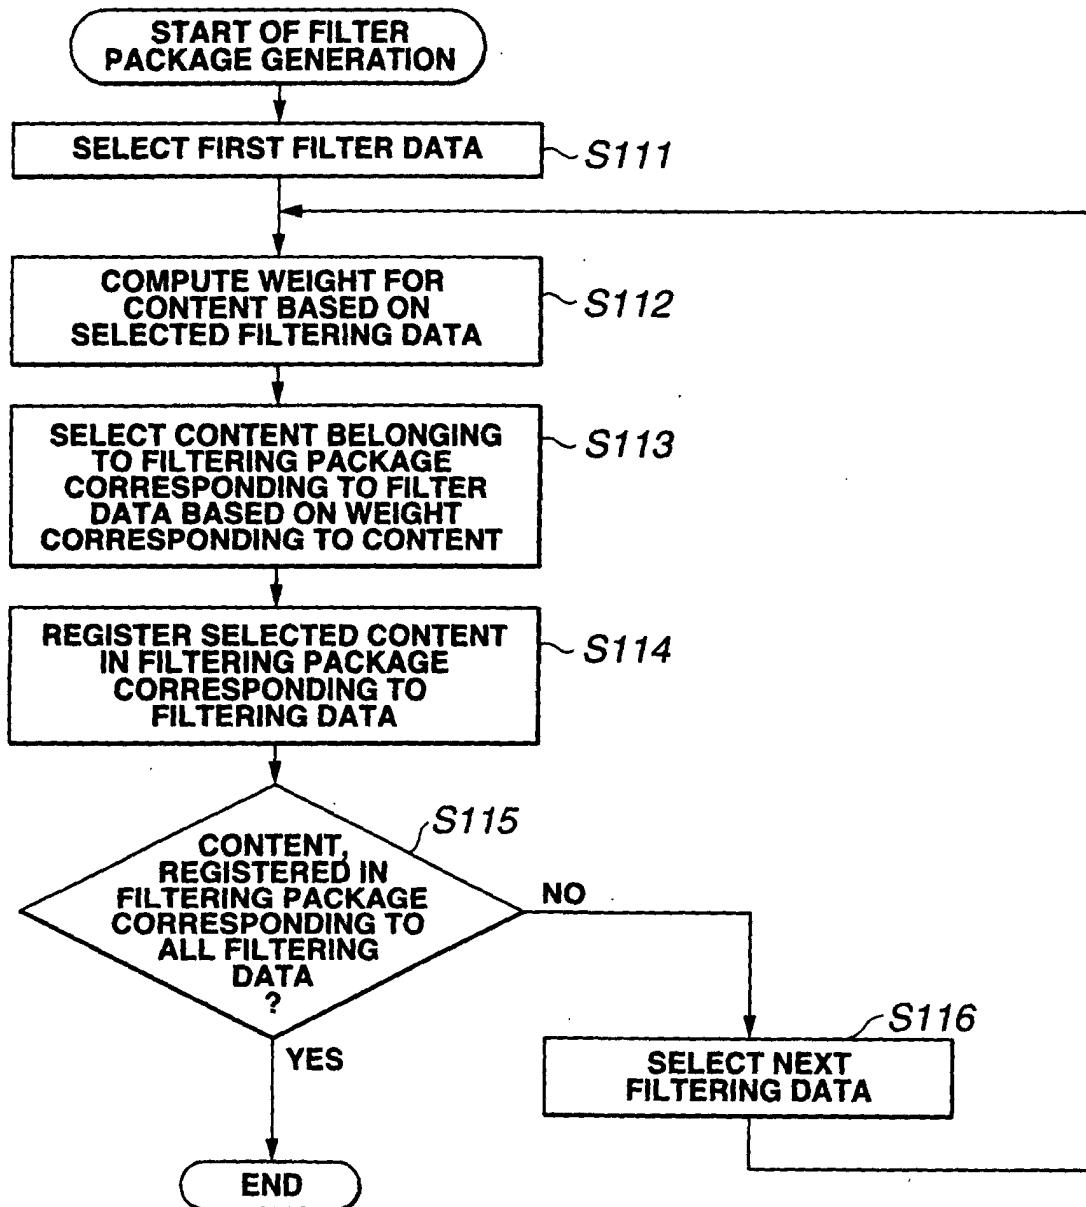 START OF FILTER
PACKAGE GENERATION
SELECT FIRST FILTER DATA
S111
COMPUTE WEIGHT FOR
CONTENT BASED ON
SELECTED FILTERING DATA
S112
SELECT CONTENT BELONGING
TO FILTERING PACKAGE
CORRESPONDING TO FILTER
DATA BASED ON WEIGHT
CORRESPONDING TO CONTENT
S113
REGISTER SELECTED CONTENT
IN FILTERING PACKAGE
CORRESPONDING TO
FILTERING DATA
S114
S115
CONTENT,
REGISTERED IN
FILTERING PACKAGE
CORRESPONDING TO
ALL FILTERING
DATA
?
NO
YES
S116
SELECT NEXT
FILTERING DATA
END